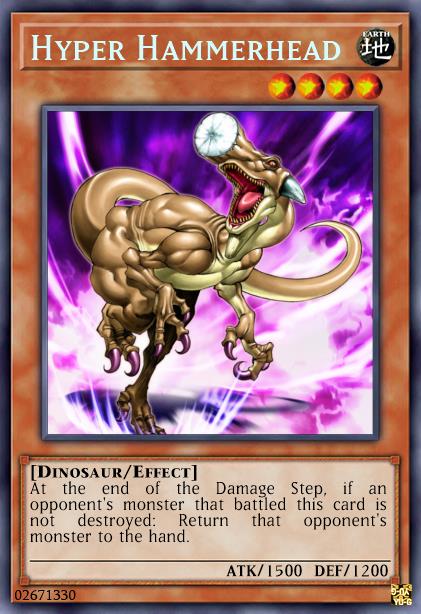 HYPER HAMMERHEAD
EARTH
地
[DINOSAUR/EFFECT]
At the end of the Damage Step, if an
opponent's monster that battled this card is
not destroyed: Return that opponent's
monster to the hand.
ATK/1500 DEF/1200
02671330